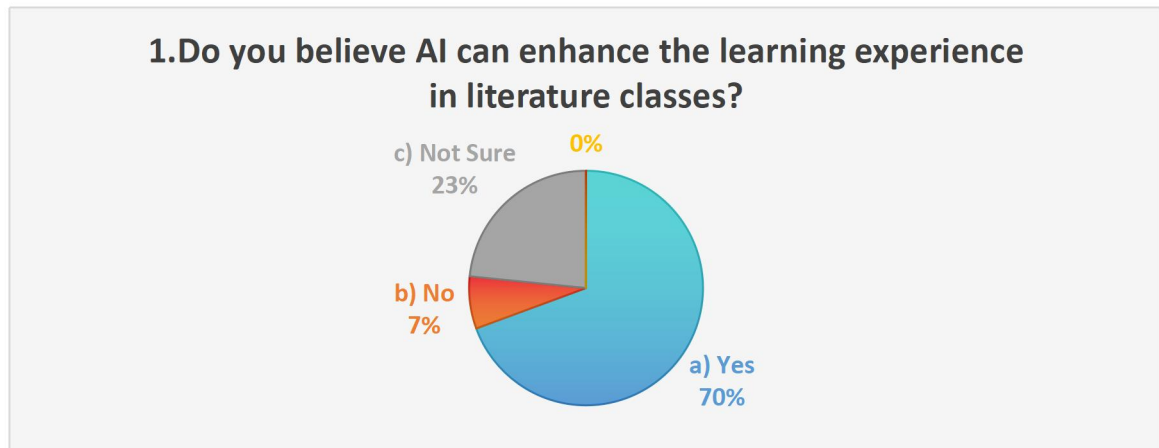 1.Do you believe AI can enhance the learning experience
in literature classes?
0%
c) Not Sure
23%
b) No
7%
a) Yes
70%